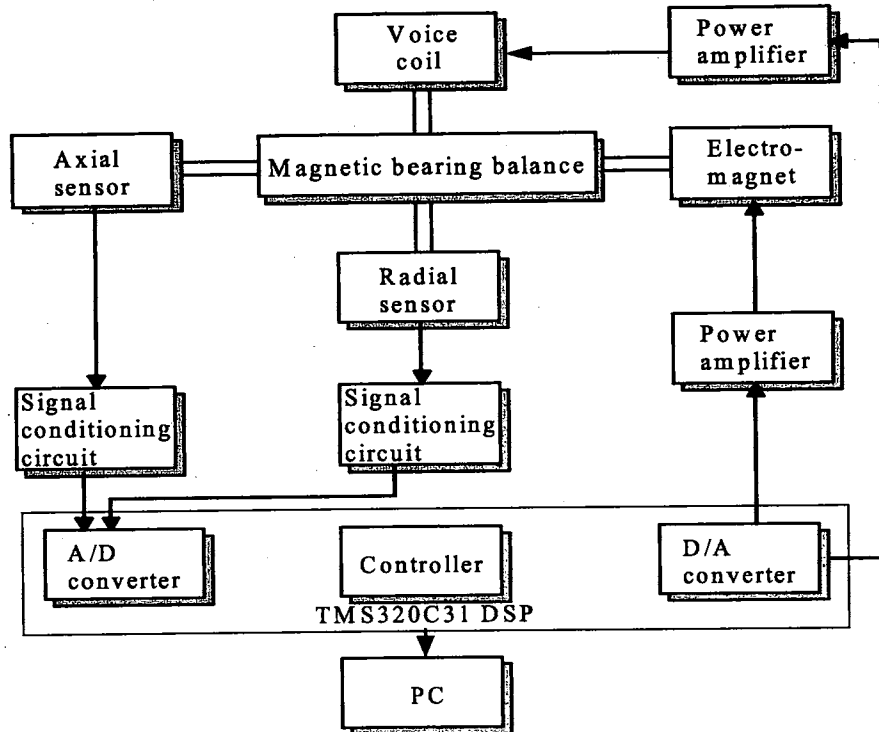 Voice
coil
Power
amplifier
Axial
sensor
Magnetic bearing balance
Electro-
magnet
Radial
sensor
Power
amplifier
Signal
conditioning
circuit
Signal
conditioning
circuit
A/D
converter
Controller
D/A
converter
TMS320C31 DSP
PC